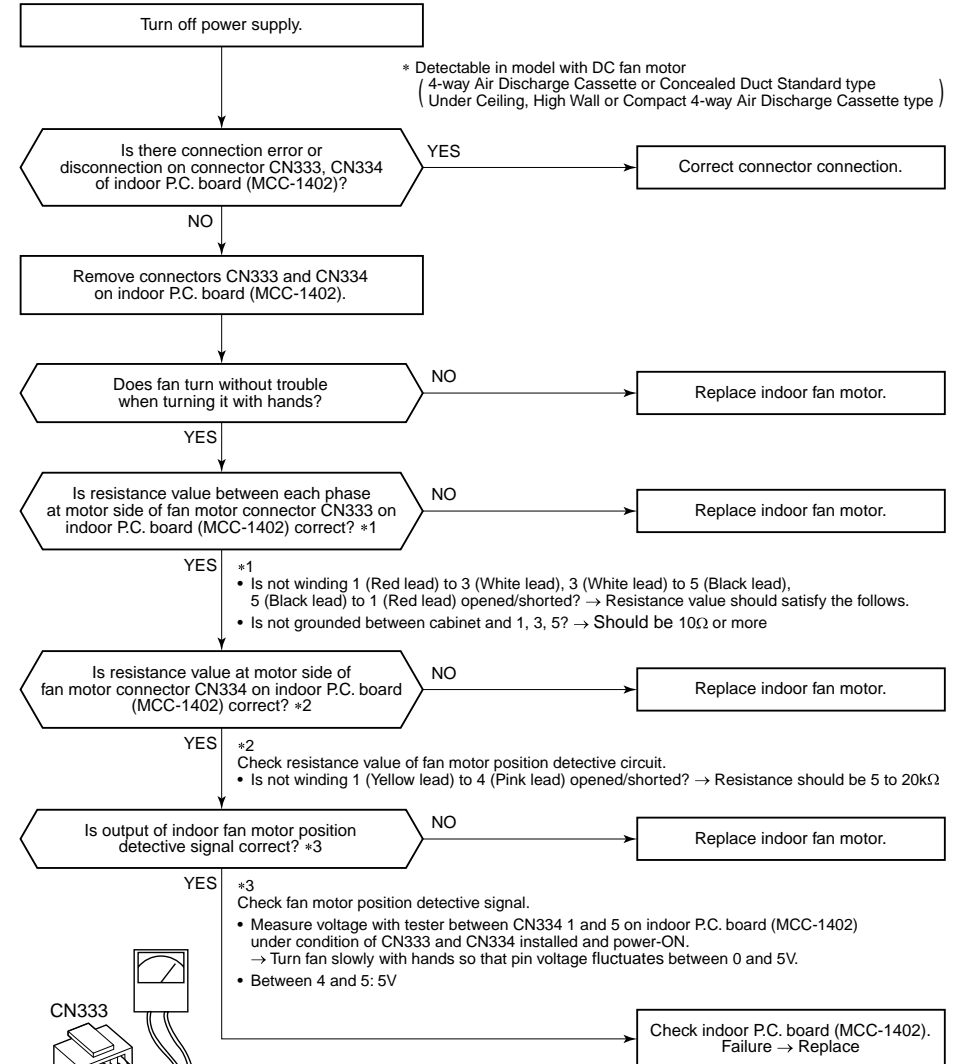 Turn off power supply.
* Detectable in model with DC fan motor
( 4-way Air Discharge Cassette or Concealed Duct Standard type
Under Ceiling, High Wall or Compact 4-way Air Discharge Cassette type )
Is there connection error or
disconnection on connector CN333, CN334
of indoor P.C. board (MCC-1402)?
YES
Correct connector connection.
NO
Remove connectors CN333 and CN334
on indoor P.C. board (MCC-1402).
Does fan turn without trouble
when turning it with hands?
NO
Replace indoor fan motor.
YES
Is resistance value between each phase
at motor side of fan motor connector CN333 on
indoor P.C. board (MCC-1402) correct? *1
NO
Replace indoor fan motor.
YES
*1
• Is not winding 1 (Red lead) to 3 (White lead), 3 (White lead) to 5 (Black lead),
5 (Black lead) to 1 (Red lead) opened/shorted? → Resistance value should satisfy the follows.
• Is not grounded between cabinet and 1, 3, 5? → Should be 10Ω or more
Is resistance value at motor side of
fan motor connector CN334 on indoor P.C. board
(MCC-1402) correct? *2
NO
Replace indoor fan motor.
YES
*2
Check resistance value of fan motor position detective circuit.
• Is not winding 1 (Yellow lead) to 4 (Pink lead) opened/shorted? → Resistance should be 5 to 20kΩ
Is output of indoor fan motor position
detective signal correct? *3
NO
Replace indoor fan motor.
YES
*3
Check fan motor position detective signal.
• Measure voltage with tester between CN334 1 and 5 on indoor P.C. board (MCC-1402)
under condition of CN333 and CN334 installed and power-ON.
→ Turn fan slowly with hands so that pin voltage fluctuates between 0 and 5V.
• Between 4 and 5: 5V
CN333
Check indoor P.C. board (MCC-1402).
Failure → Replace